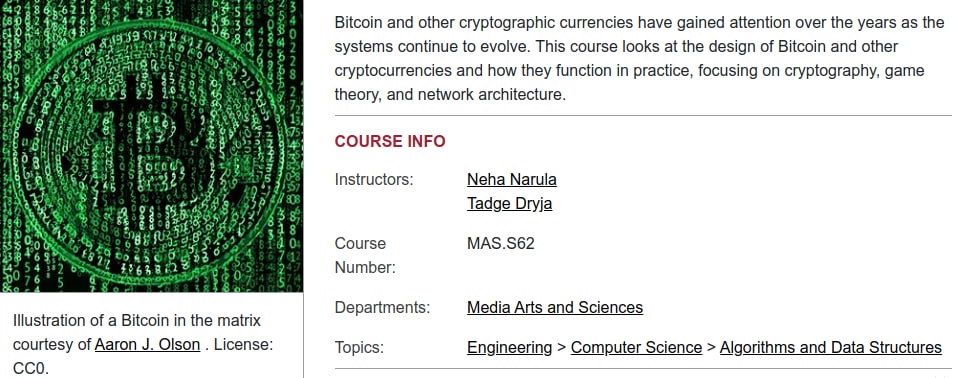 Bitcoin and other cryptographic currencies have gained attention over the years as the
systems continue to evolve. This course looks at the design of Bitcoin and other
cryptocurrencies and how they function in practice, focusing on cryptography, game
theory, and network architecture.
COURSE INFO
Instructors: Neha Narula
Tadge Dryja
Course MAS.S62
Number:
Departments: Media Arts and Sciences
Topics: Engineering > Computer Science > Algorithms and Data Structures
Illustration of a Bitcoin in the matrix
courtesy of Aaron J. Olson . License:
CC0.